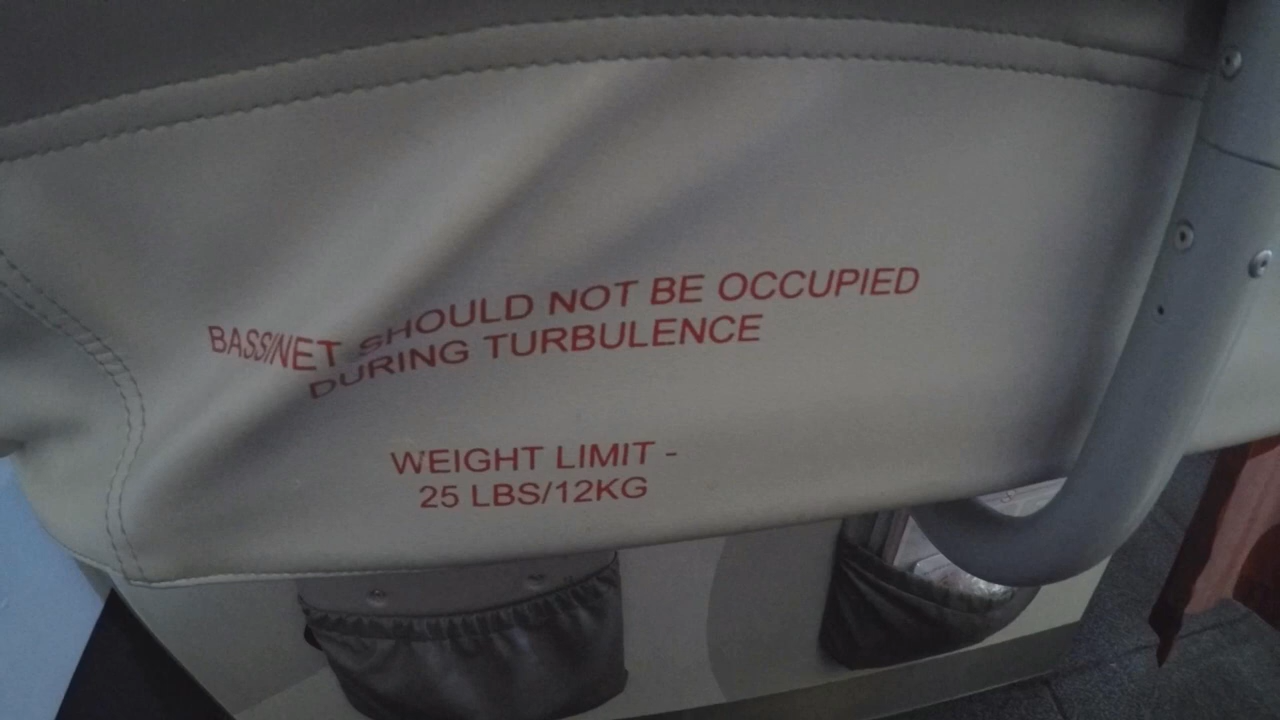 BASSINET SHOULD NOT BE OCCUPIED
DURING TURBULENCE
WEIGHT LIMIT -
25 LBS/12KG